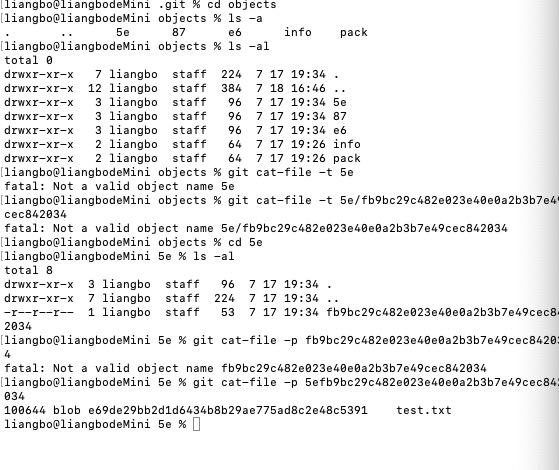 liangbo@liangbodeMini .git % cd objects
liangbo@liangbodeMini objects % ls -a
. .. 5e 87 e6 info pack
liangbo@liangbodeMini objects % ls -al
total 0
drwxr-xr-x 7 liangbo staff 224 7 17 19:34 .
drwxr-xr-x 12 liangbo staff 384 7 18 16:46 ..
drwxr-xr-x 3 liangbo staff 96 7 17 19:34 5e
drwxr-xr-x 3 liangbo staff 96 7 17 19:34 87
drwxr-xr-x 3 liangbo staff 96 7 17 19:34 e6
drwxr-xr-x 2 liangbo staff 64 7 17 19:26 info
drwxr-xr-x 2 liangbo staff 64 7 17 19:26 pack
liangbo@liangbodeMini objects % git cat-file -t 5e
fatal: Not a valid object name 5e
liangbo@liangbodeMini objects % git cat-file -t 5e/fb9bc29c482e023e40e0a2b3b7e49
cec842034
fatal: Not a valid object name 5e/fb9bc29c482e023e40e0a2b3b7e49cec842034
liangbo@liangbodeMini objects % cd 5e
liangbo@liangbodeMini 5e % ls -al
total 8
drwxr-xr-x 3 liangbo staff 96 7 17 19:34 .
drwxr-xr-x 7 liangbo staff 224 7 17 19:34 ..
-r--r--r-- 1 liangbo staff 53 7 17 19:34 fb9bc29c482e023e40e0a2b3b7e49cec84
2034
liangbo@liangbodeMini 5e % git cat-file -p fb9bc29c482e023e40e0a2b3b7e49cec84203
4
fatal: Not a valid object name fb9bc29c482e023e40e0a2b3b7e49cec842034
liangbo@liangbodeMini 5e % git cat-file -p 5efb9bc29c482e023e40e0a2b3b7e49cec842
034
100644 blob e69de29bb2d1d6434b8b29ae775ad8c2e48c5391 test.txt
liangbo@liangbodeMini 5e %